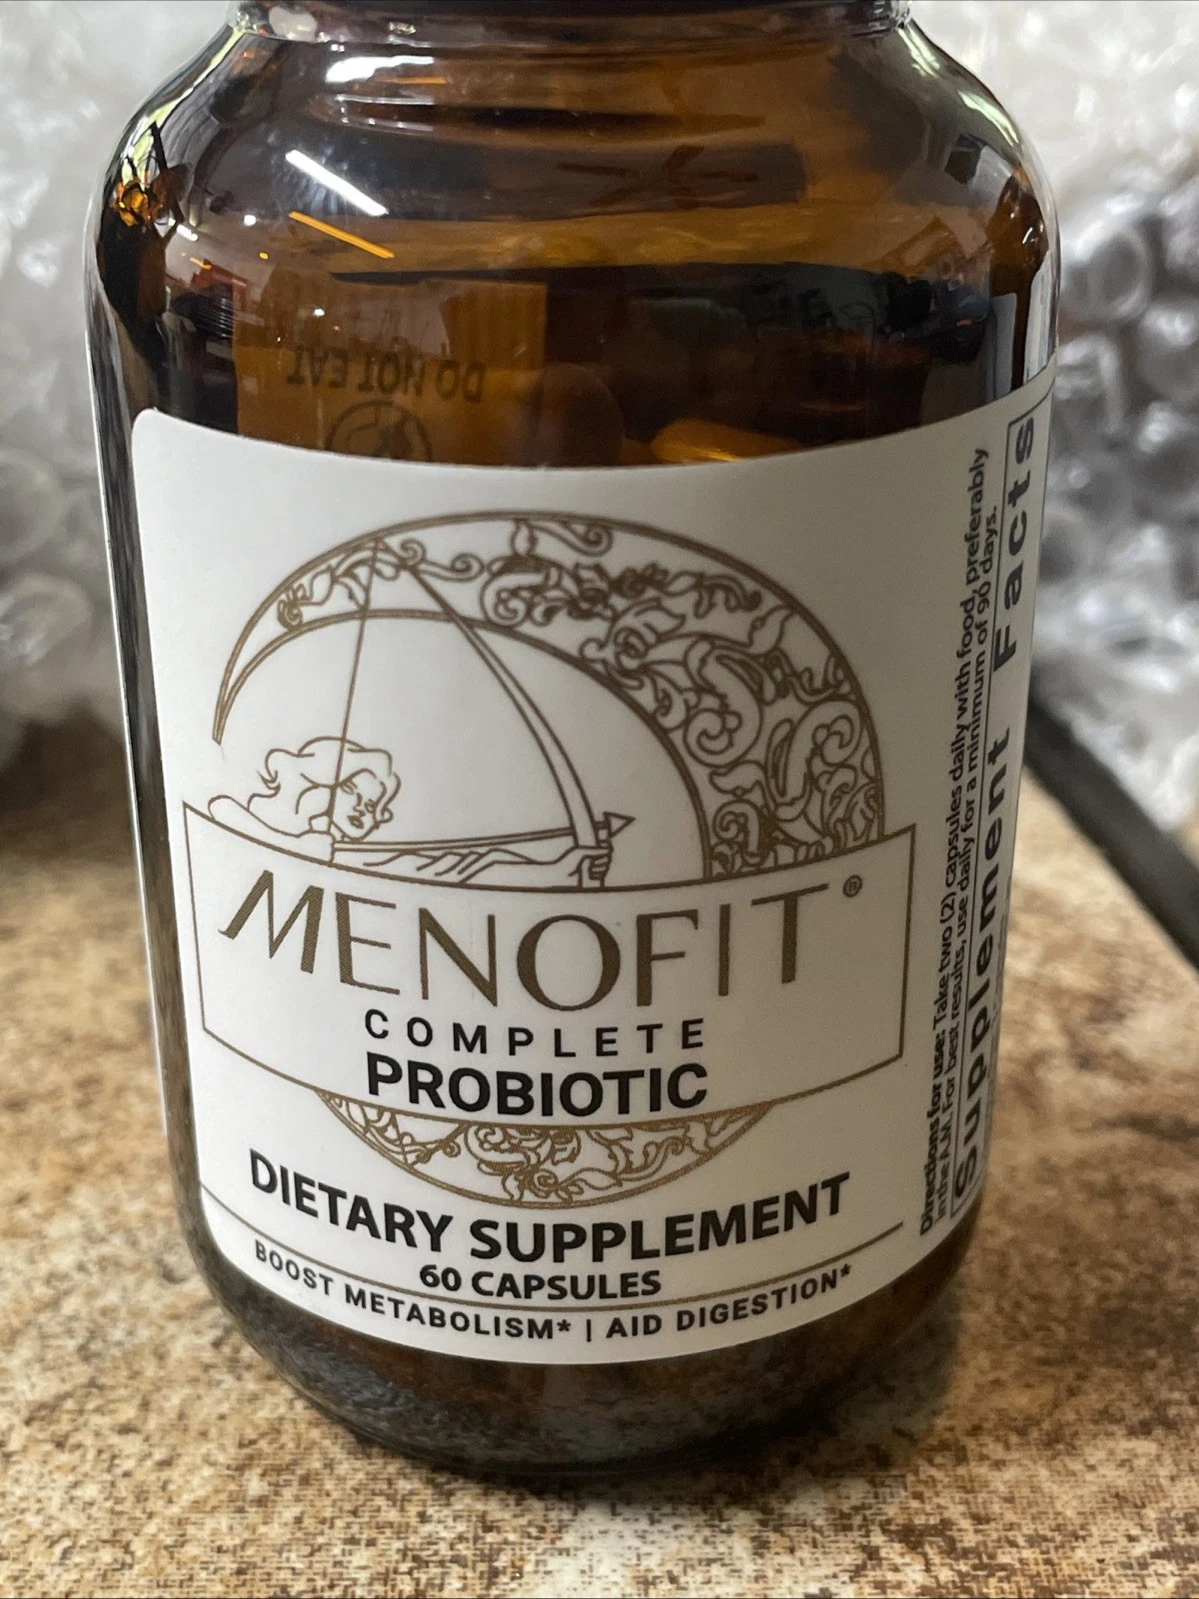 DO NOT EAT
MENOFIT®
COMPLETE
PROBIOTIC
DIETARY SUPPLEMENT
60 CAPSULES
BOOST METABOLISM* | AID DIGESTION*
Directions for use: Take two (2) capsules daily with food, preferably
in the A.M. For best results, use daily for a minimum of 90 days.
Supplement Facts